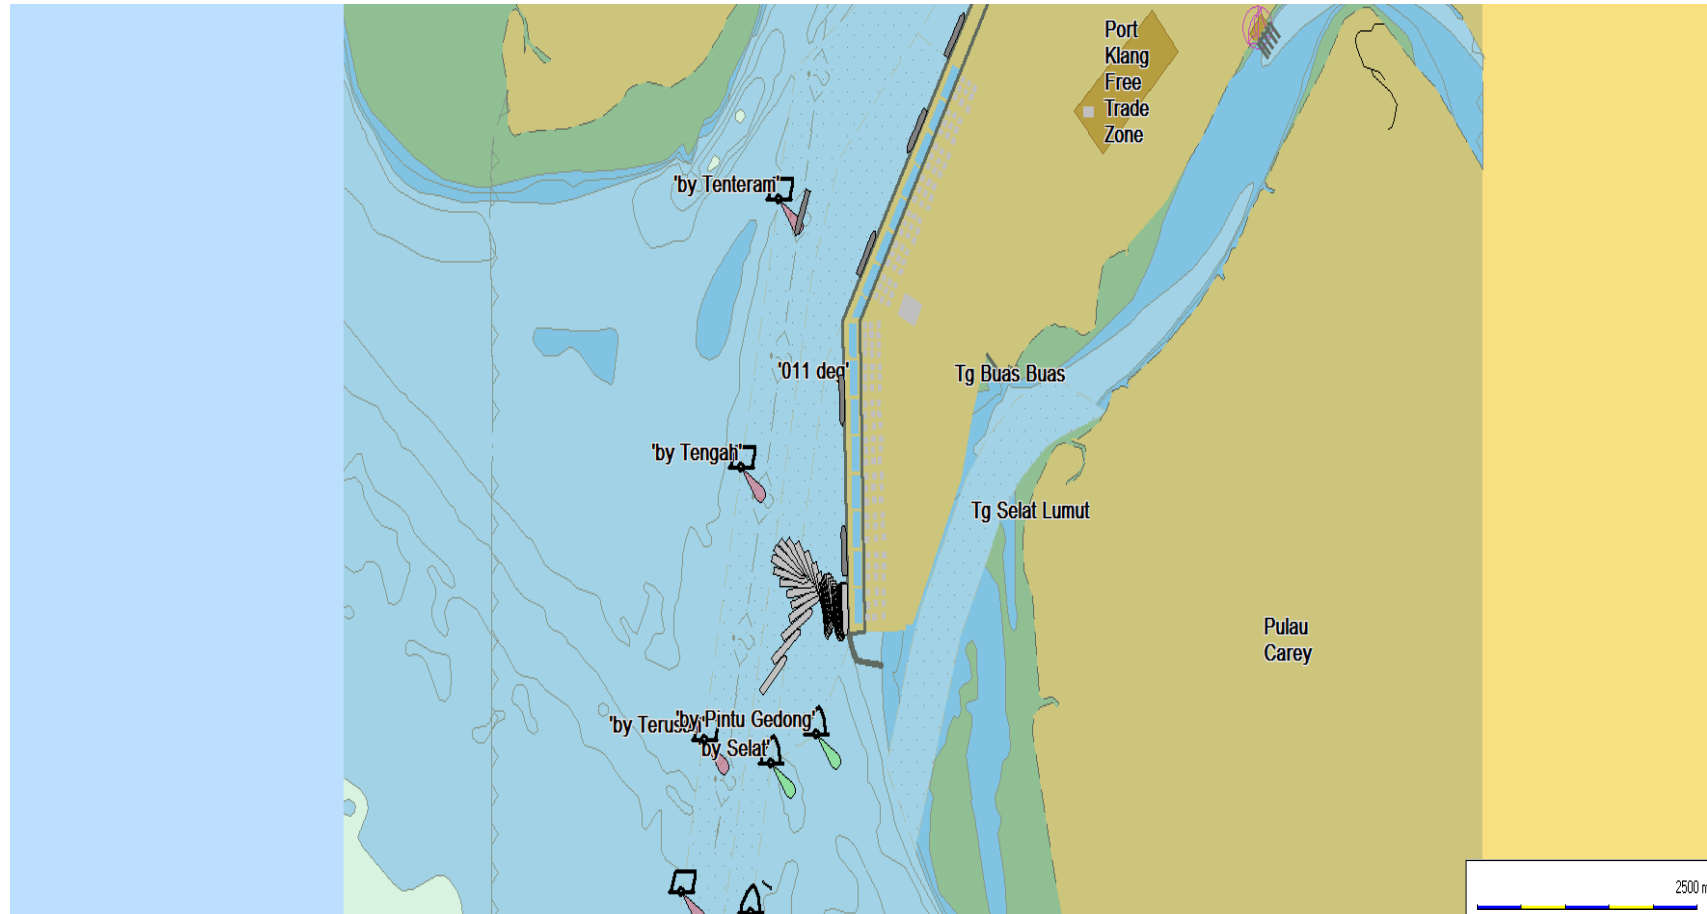 Port
Klang
Free
Trade
Zone
'by Tenteram'
'011 deg'
Tg Buas Buas
'by Tengah'
Tg Selat Lumut
Pulau
Carey
'by Pintu Gedong'
'by Selat'
2500 m